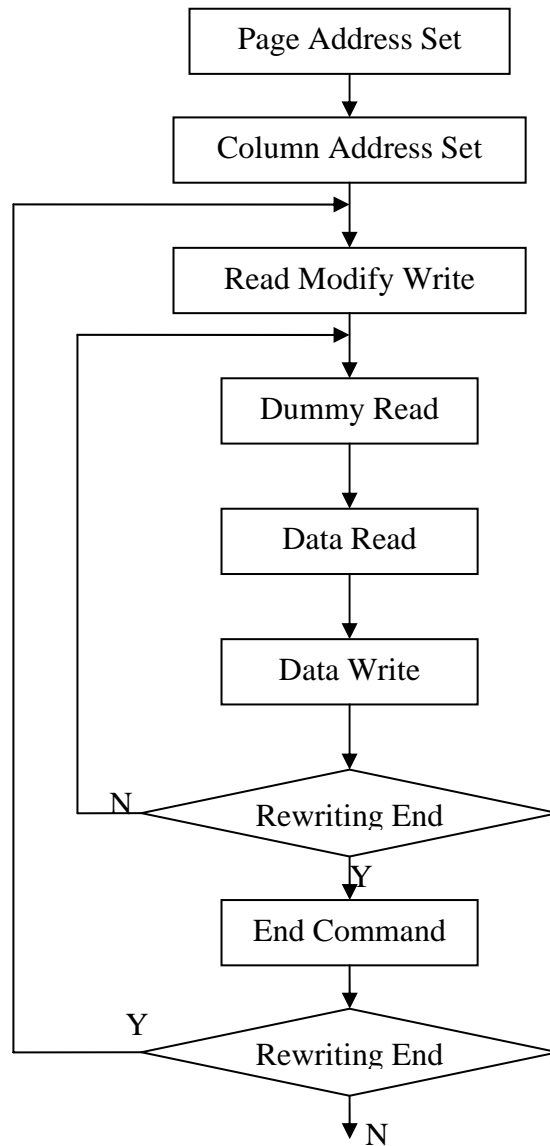 Page Address Set
Column Address Set
Read Modify Write
Dummy Read
Data Read
Data Write
N
Rewriting End
Y
End Command
Y
Rewriting End
N